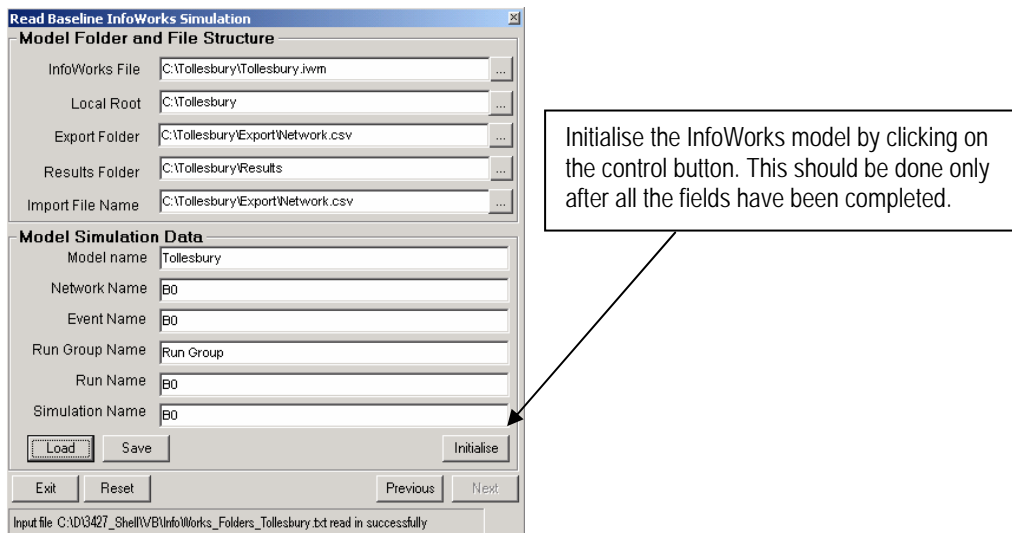 Read Baseline InfoWorks Simulation
Model Folder and File Structure
InfoWorks File C:\Tollesbury\Tollesbury.iwm ...
Local Root C:\Tollesbury ...
Export Folder C:\Tollesbury\Export\Network.csv ...
Results Folder C:\Tollesbury\Results ...
Import File Name C:\Tollesbury\Export\Network.csv ...
Model Simulation Data
Model name Tollesbury
Network Name B0
Event Name B0
Run Group Name Run Group
Run Name B0
Simulation Name B0
Load Save Initialise
Exit Reset Previous Next
Input file C:\D\3427_Shell\VB\InfoWorks_Folders_Tollesbury.txt read in successfully
Initialise the InfoWorks model by clicking on
the control button. This should be done only
after all the fields have been completed.